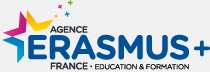 AGENCE
ERASMUS+
FRANCE • EDUCATION & FORMATION